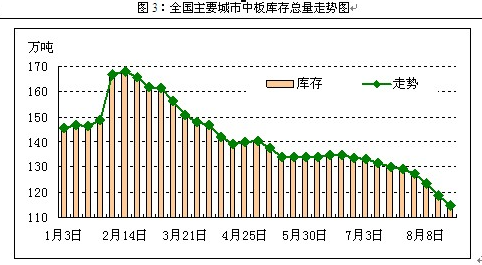 图 3：全国主要城市中板库存总量走势图
万吨
170
160
150
140
130
120
110
库存
走势
1月3日
2月14日
3月21日
4月25日
5月30日
7月3日
8月8日